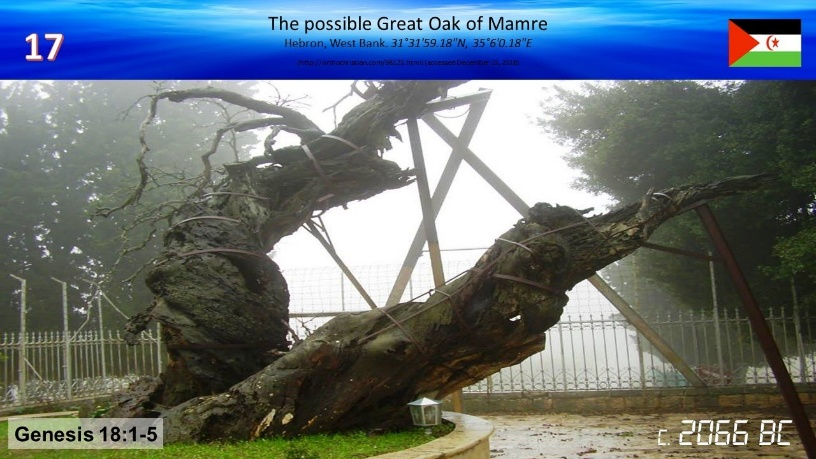 17
The possible Great Oak of Mamre
Hebron, West Bank. 31°31'59.18"N, 35°6'0.18"E
Genesis 18:1-5
c. 2066 BC